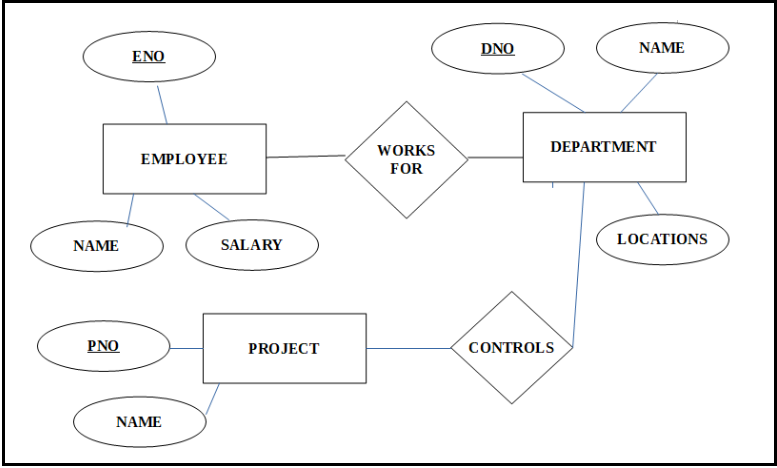 ENO
DNO
NAME
EMPLOYEE
WORKS
FOR
DEPARTMENT
NAME
SALARY
LOCATIONS
PNO
PROJECT
CONTROLS
NAME